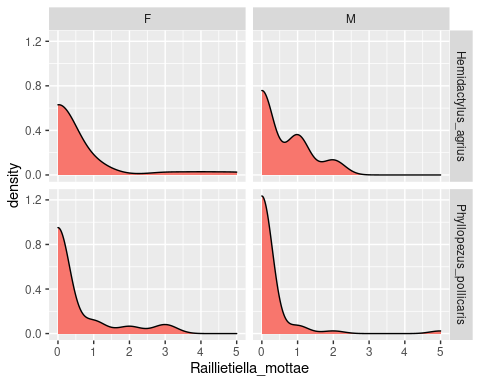 F M
1.2
0.8
0.4
0.0
Hemidactylus_agrius
density
1.2
0.8
0.4
0.0
Phyllopezus_pollicaris
0 1 2 3 4 5 0 1 2 3 4 5
Raillietiella_mottae